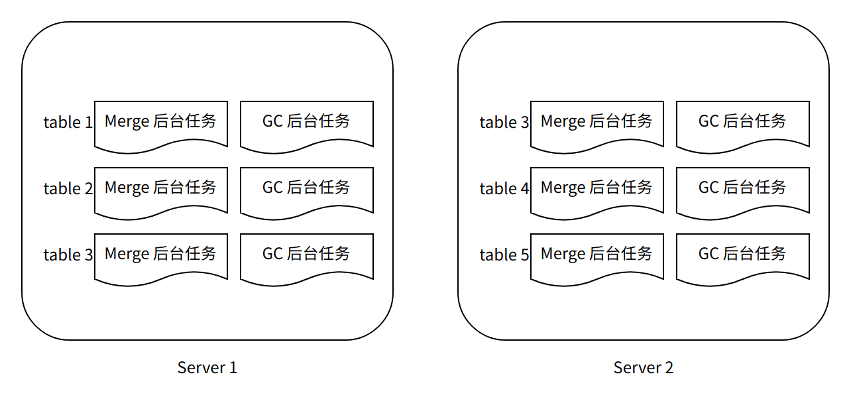 table 1 Merge 后台任务 GC 后台任务
table 2 Merge 后台任务 GC 后台任务
table 3 Merge 后台任务 GC 后台任务
Server 1
table 3 Merge 后台任务 GC 后台任务
table 4 Merge 后台任务 GC 后台任务
table 5 Merge 后台任务 GC 后台任务
Server 2